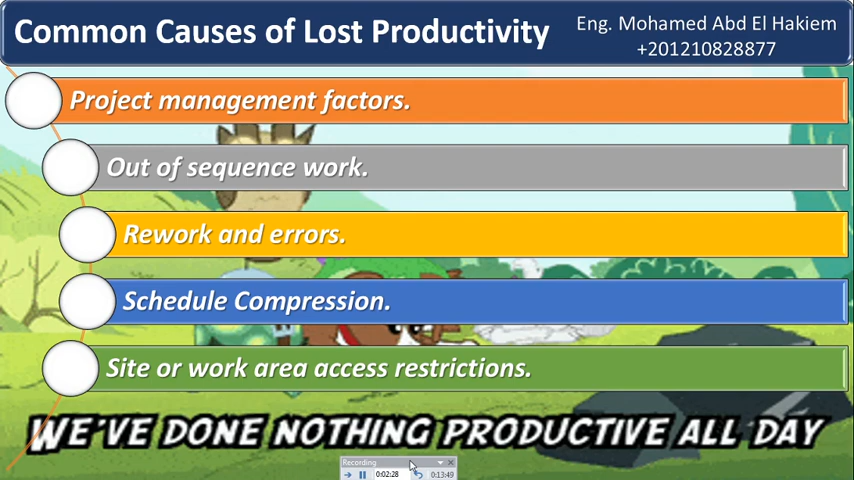 Common Causes of Lost Productivity
Eng. Mohamed Abd El Hakiem
+201210828877
Project management factors.
Out of sequence work.
Rework and errors.
Schedule Compression.
Site or work area access restrictions.
WE'VE DONE NOTHING PRODUCTIVE ALL DAY
Recording
0:02:28 0:13:49